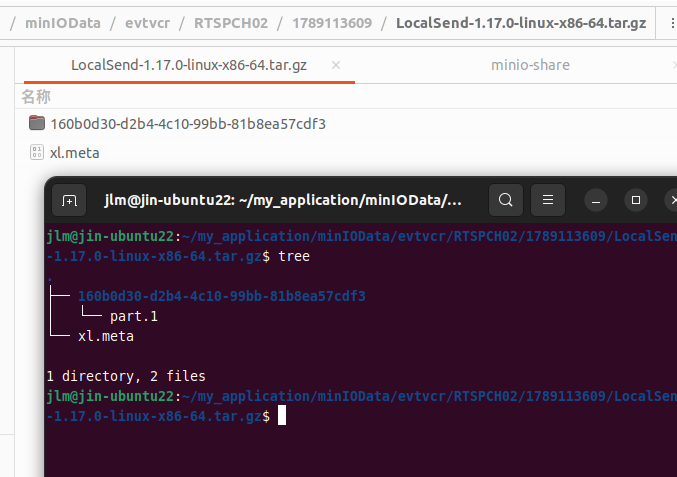 / minIOData / evtvcr / RTSPCH02 / 1789113609 / LocalSend-1.17.0-linux-x86-64.tar.gz
LocalSend-1.17.0-linux-x86-64.tar.gz × minio-share ×
名称
160b0d30-d2b4-4c10-99bb-81b8ea57cdf3
xl.meta
jlm@jin-ubuntu22: ~/my_application/minIOData/...
jlm@jin-ubuntu22:~/my_application/minIOData/evtvcr/RTSPCH02/1789113609/LocalSen
-1.17.0-linux-x86-64.tar.gz$ tree
.
├── 160b0d30-d2b4-4c10-99bb-81b8ea57cdf3
│   └── part.1
└── xl.meta
1 directory, 2 files
jlm@jin-ubuntu22:~/my_application/minIOData/evtvcr/RTSPCH02/1789113609/LocalSen
-1.17.0-linux-x86-64.tar.gz$